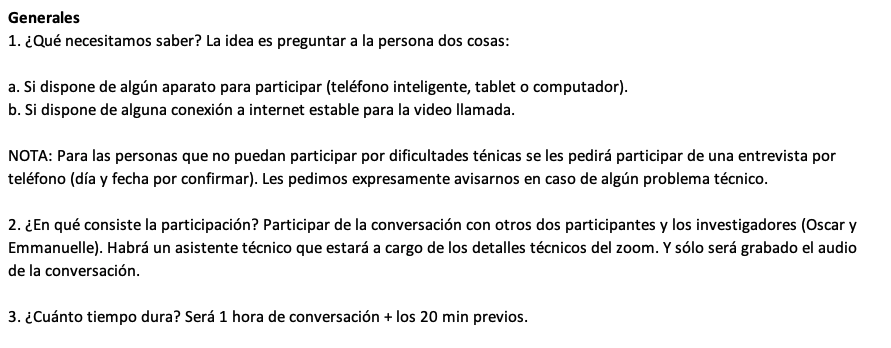 Generales
1. ¿Qué necesitamos saber? La idea es preguntar a la persona dos cosas:
a. Si dispone de algún aparato para participar (teléfono inteligente, tablet o computador).
b. Si dispone de alguna conexión a internet estable para la video llamada.
NOTA: Para las personas que no puedan participar por dificultades ténicas se les pedirá participar de una entrevista por
teléfono (día y fecha por confirmar). Les pedimos expresamente avisarnos en caso de algún problema técnico.
2. ¿En qué consiste la participación? Participar de la conversación con otros dos participantes y los investigadores (Oscar y
Emmanuelle). Habrá un asistente técnico que estará a cargo de los detalles técnicos del zoom. Y sólo será grabado el audio
de la conversación.
3. ¿Cuánto tiempo dura? Será 1 hora de conversación + los 20 min previos.